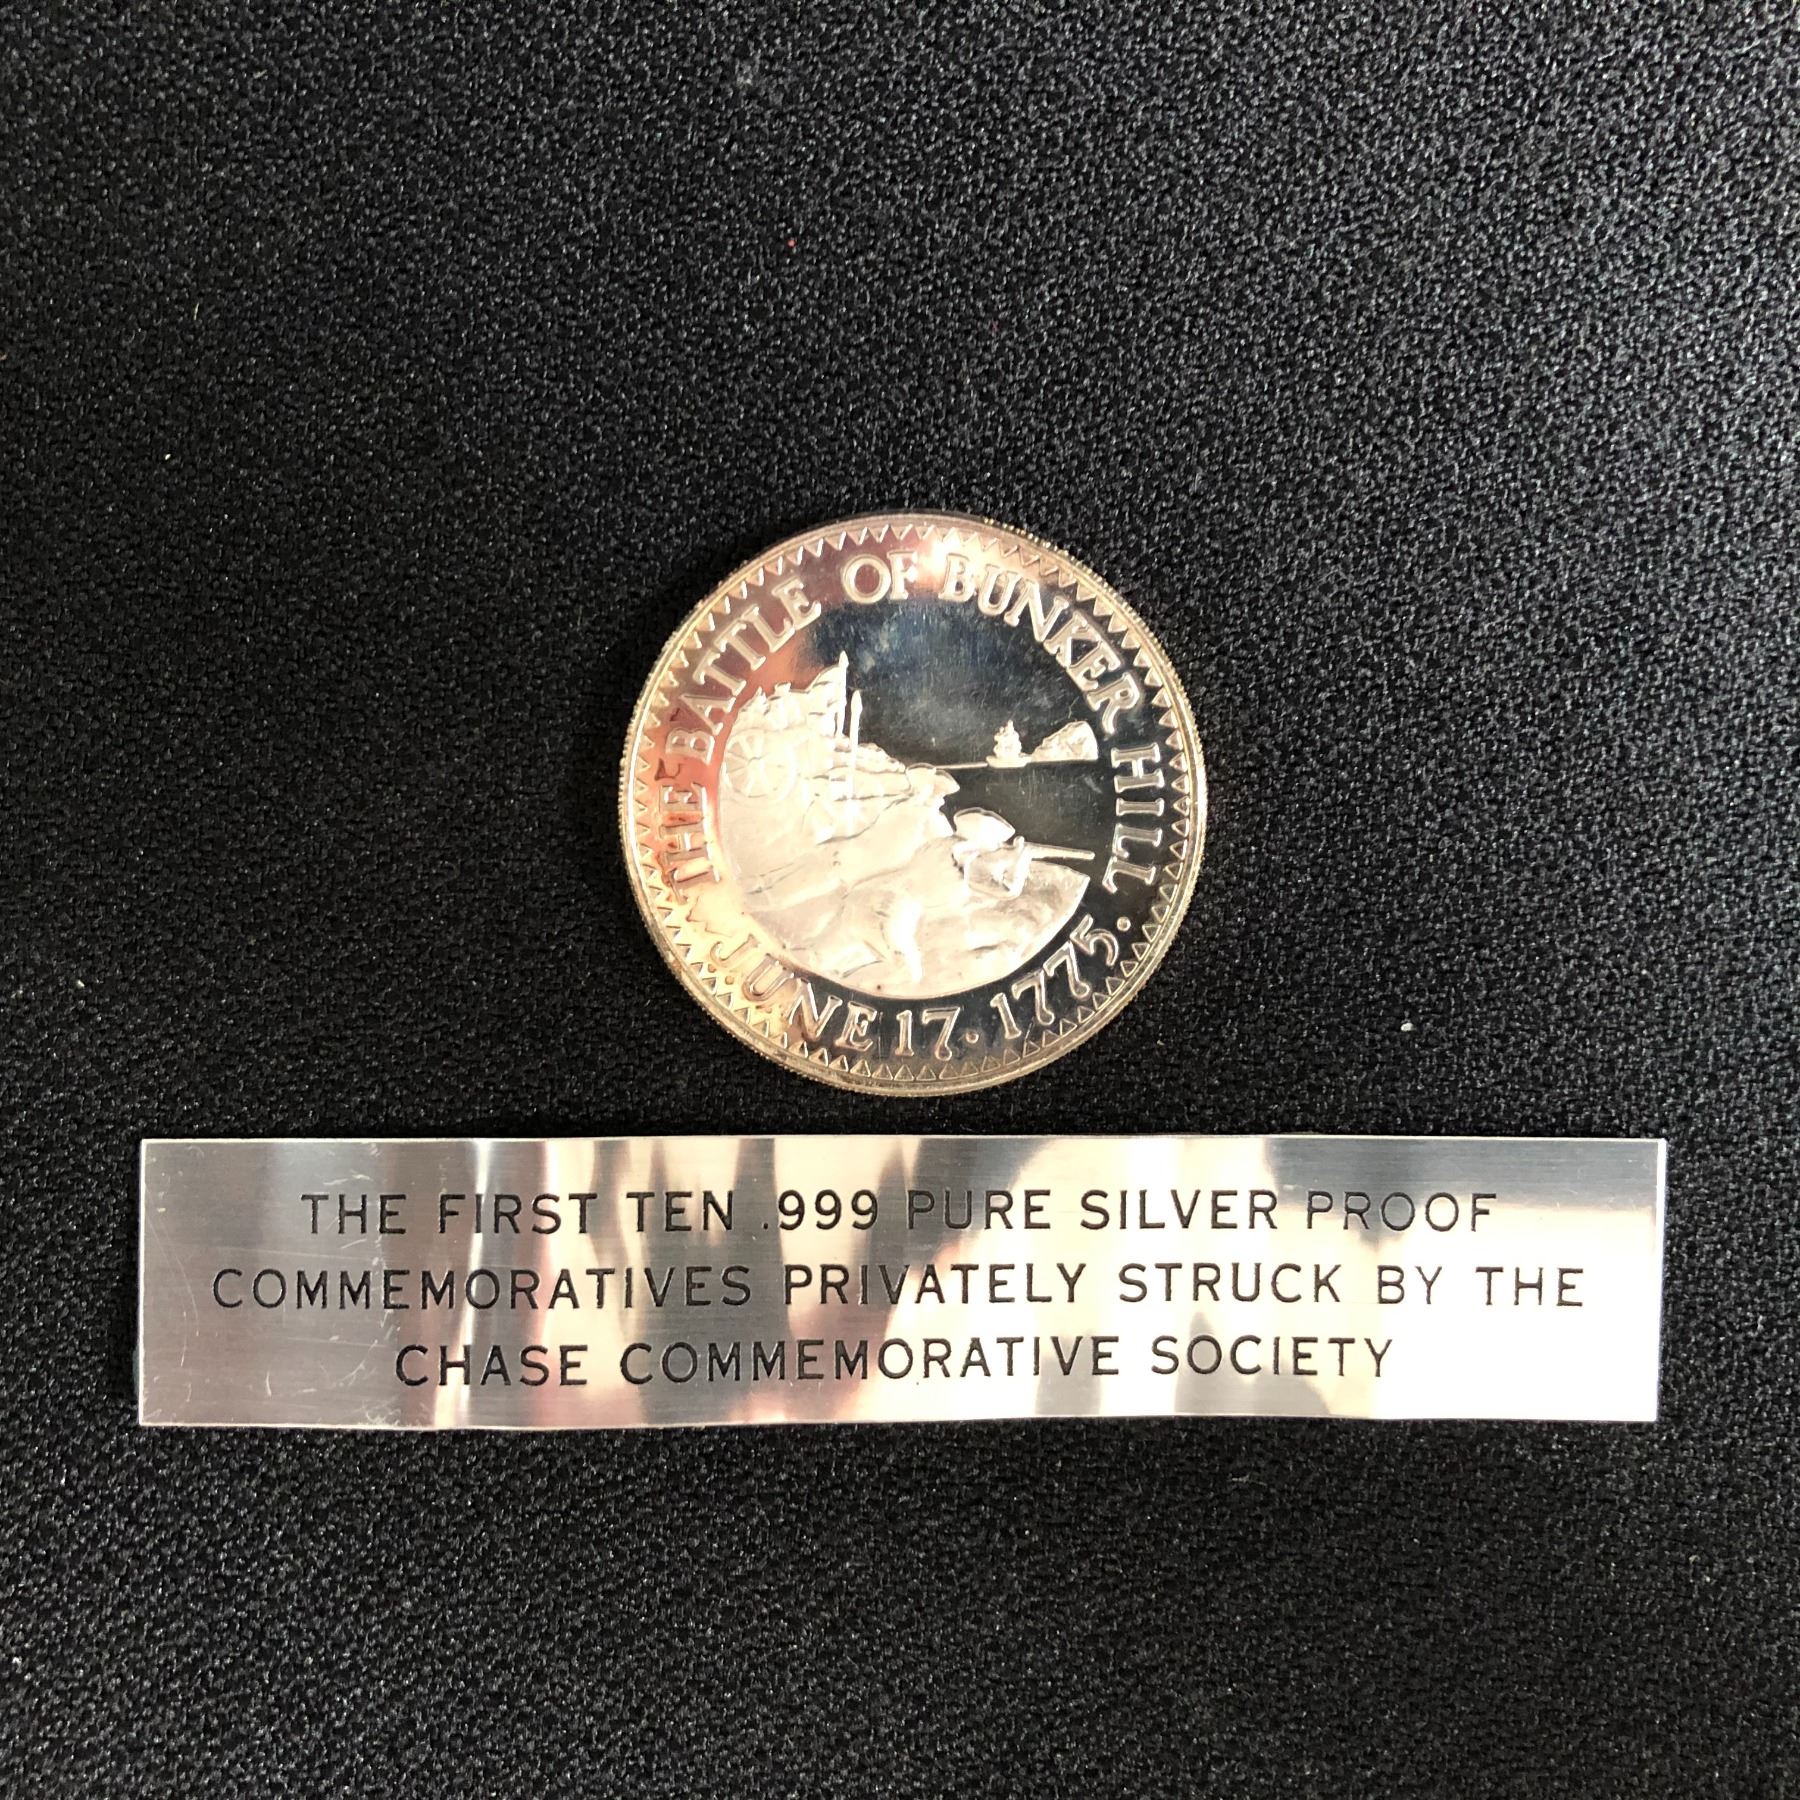 THE BATTLE OF BUNKER HILL
JUNE 17. 1775.
THE FIRST TEN .999 PURE SILVER PROOF
COMMEMORATIVES PRIVATELY STRUCK BY THE
CHASE COMMEMORATIVE SOCIETY